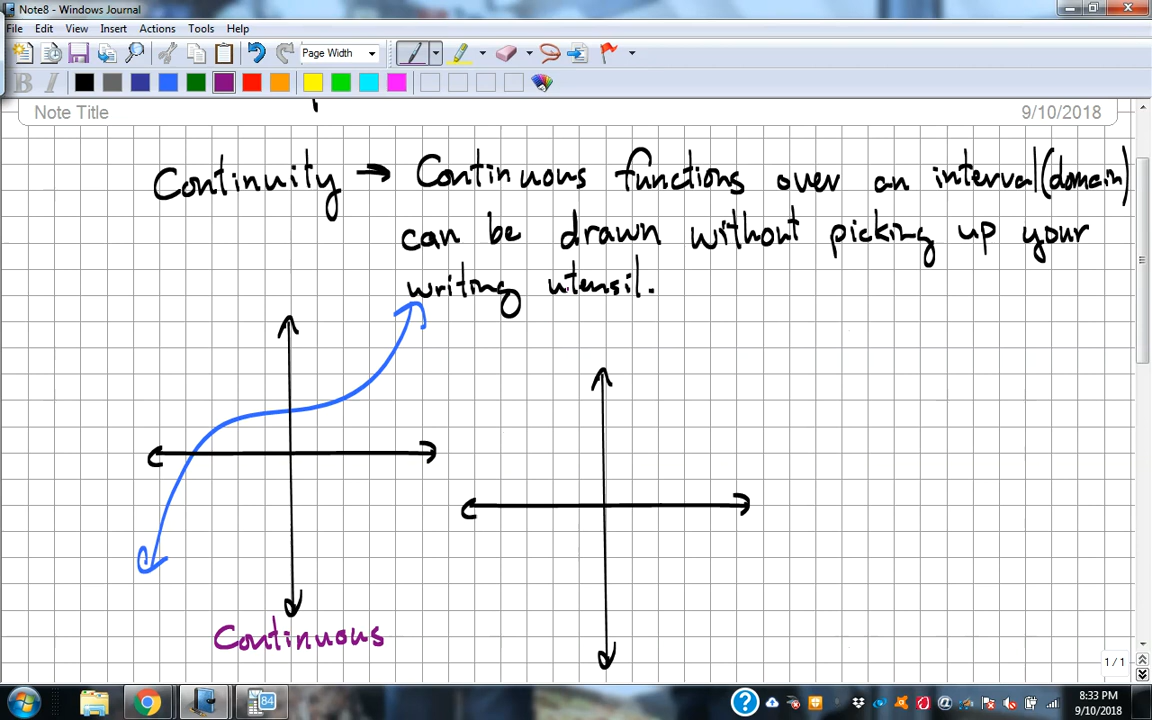 Note8 - Windows Journal
File Edit View Insert Actions Tools Help
Page Width
B I
Note Title 9/10/2018
Continuity → Continuous functions over an interval (domain)
can be drawn without picking up your
writing utensil.
Continuous
1 / 1
84
8:33 PM
9/10/2018